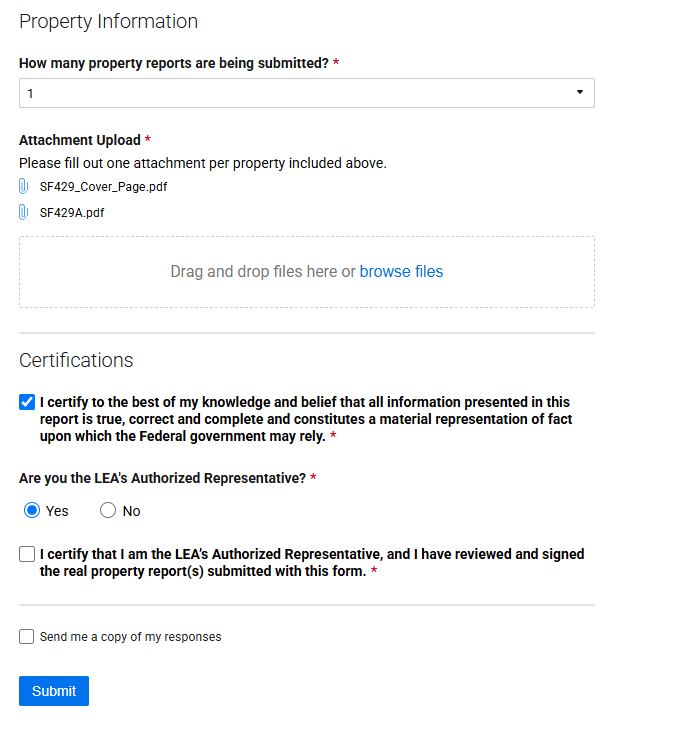 Property Information
How many property reports are being submitted? *
1
Attachment Upload *
Please fill out one attachment per property included above.
SF429_Cover_Page.pdf
SF429A.pdf
Drag and drop files here or browse files
Certifications
I certify to the best of my knowledge and belief that all information presented in this
report is true, correct and complete and constitutes a material representation of fact
upon which the Federal government may rely. *
Are you the LEA's Authorized Representative? *
Yes No
I certify that I am the LEA's Authorized Representative, and I have reviewed and signed
the real property report(s) submitted with this form. *
Send me a copy of my responses
Submit